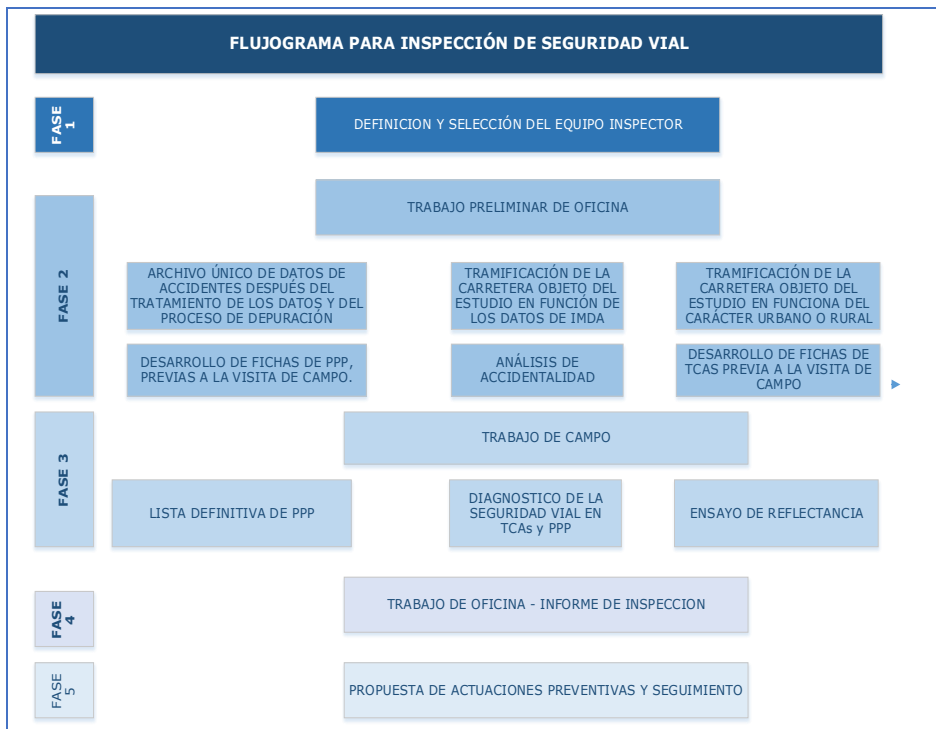 FLUJOGRAMA PARA INSPECCIÓN DE SEGURIDAD VIAL
FASE
1
DEFINICION Y SELECCIÓN DEL EQUIPO INSPECTOR
FASE 2
TRABAJO PRELIMINAR DE OFICINA
ARCHIVO ÚNICO DE DATOS DE
ACCIDENTES DESPUÉS DEL
TRATAMIENTO DE LOS DATOS Y DEL
PROCESO DE DEPURACIÓN
TRAMIFICACIÓN DE LA
CARRETERA OBJETO DEL
ESTUDIO EN FUNCIÓN DE
LOS DATOS DE IMDA
TRAMIFICACIÓN DE LA
CARRETERA OBJETO DEL
ESTUDIO EN FUNCIONA DEL
CARÁCTER URBANO O RURAL
DESARROLLO DE FICHAS DE PPP,
PREVIAS A LA VISITA DE CAMPO.
ANÁLISIS DE
ACCIDENTALIDAD
DESARROLLO DE FICHAS DE
TCAS PREVIA A LA VISITA DE
CAMPO
FASE 3
TRABAJO DE CAMPO
LISTA DEFINITIVA DE PPP
DIAGNOSTICO DE LA
SEGURIDAD VIAL EN
TCAs y PPP
ENSAYO DE REFLECTANCIA
FASE
4
TRABAJO DE OFICINA - INFORME DE INSPECCION
FASE
5
PROPUESTA DE ACTUACIONES PREVENTIVAS Y SEGUIMIENTO